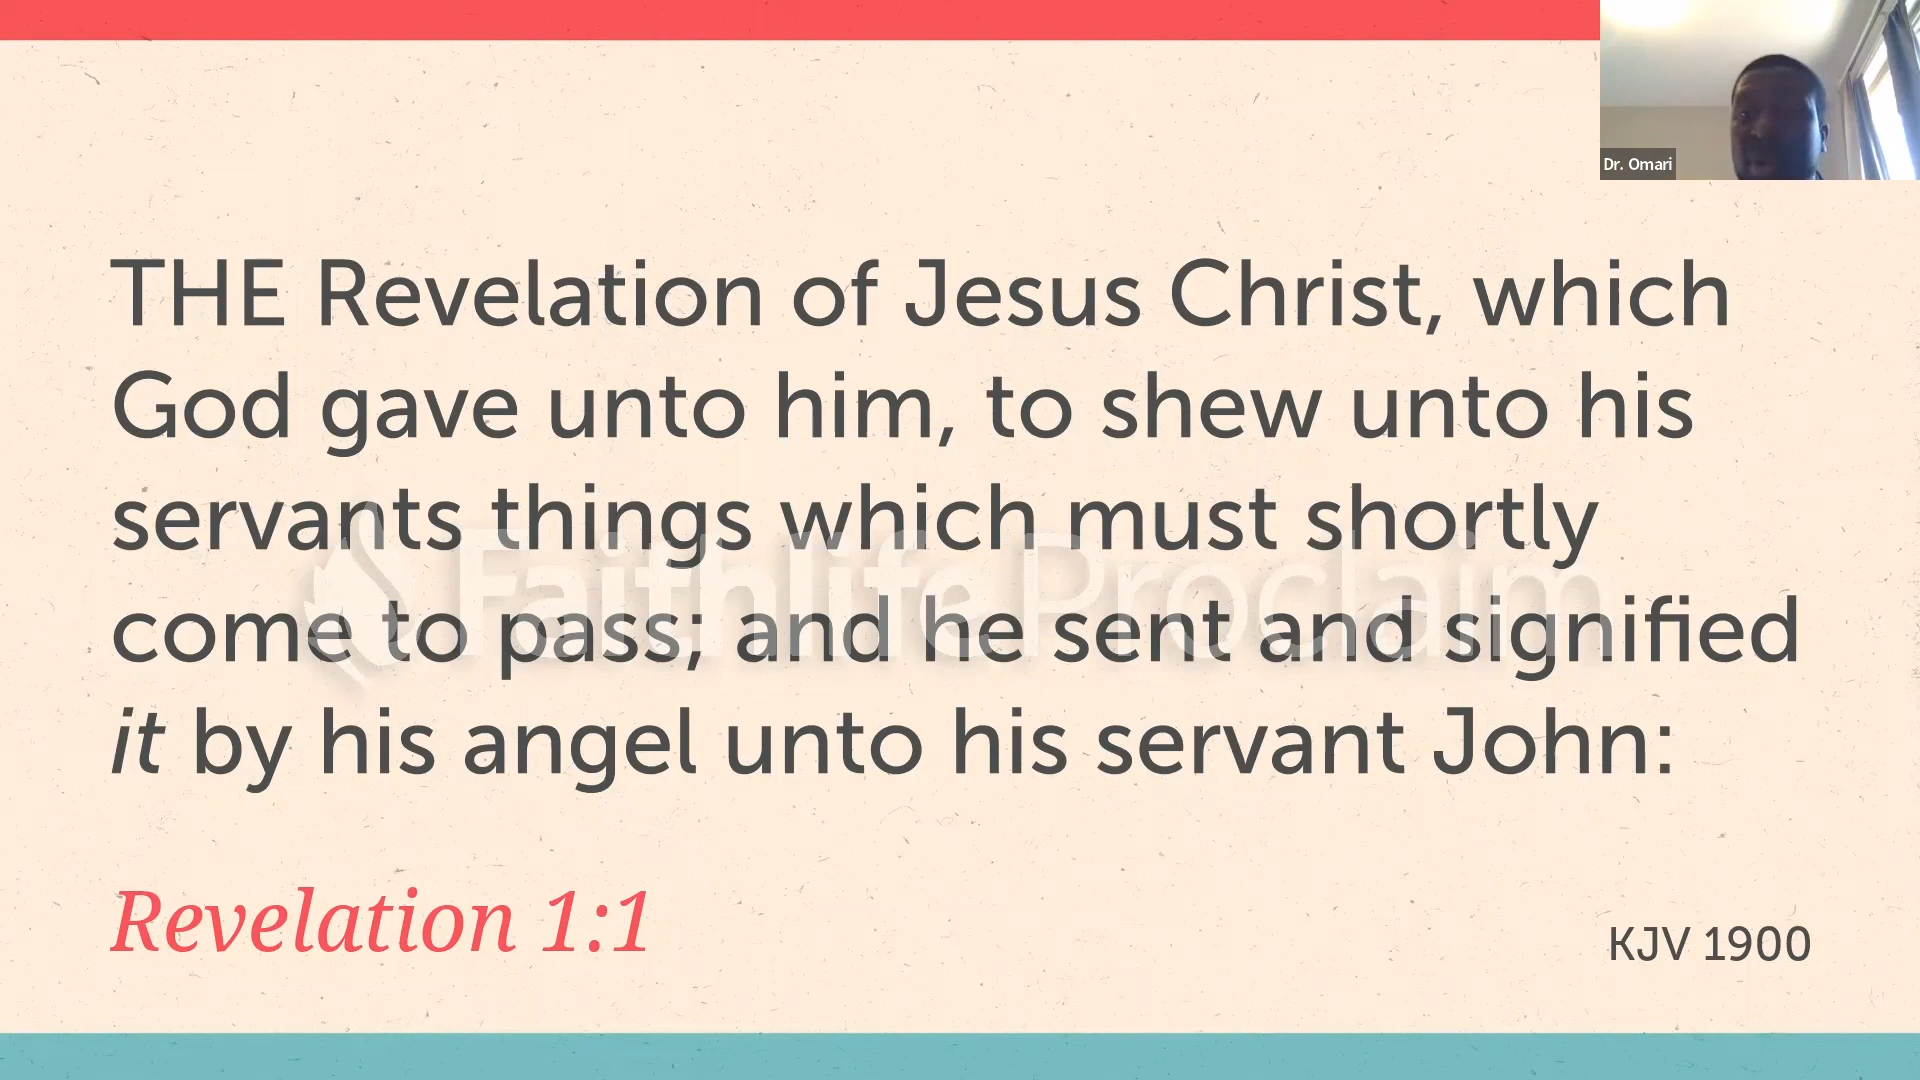 Dr. Omari
THE Revelation of Jesus Christ, which
God gave unto him, to shew unto his
servants things which must shortly
come to pass; and he sent and signified
it by his angel unto his servant John:
Faithlife Proclaim
Revelation 1:1
KJV 1900